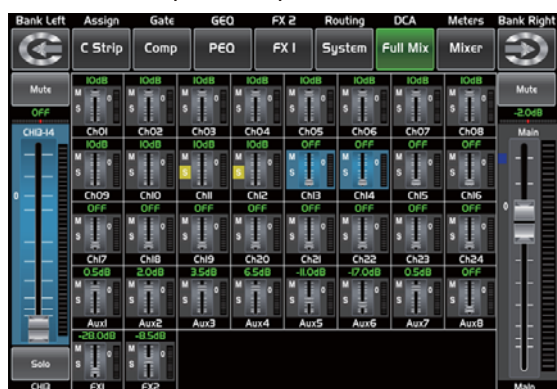 Bank Left Assign Gate GEQ FX 2 Routing DCA Meters Bank Right
C Strip Comp PEQ FX 1 System Full Mix Mixer
Mute 10dB 10dB 10dB 10dB 10dB 10dB 10dB 10dB Mute
M M M M M M M M
S S S S S S S S
OFF -2.0dB
CH13-14 Ch01 Ch02 Ch03 Ch04 Ch05 Ch06 Ch07 Ch08 Main
10dB 10dB 10dB 10dB OFF OFF OFF OFF
M M M M M M M M
S S S S S S S S
0 Ch09 Ch10 Ch11 Ch12 Ch13 Ch14 Ch15 Ch16
OFF OFF OFF OFF OFF OFF OFF OFF 0
M M M M M M M M
S S S S S S S S
Ch17 Ch18 Ch19 Ch20 Ch21 Ch22 Ch23 Ch24
0.5dB 2.0dB 3.5dB 6.5dB -11.0dB -17.0dB 0.5dB OFF
M M M M M M M M
S S S S S S S S
Aux1 Aux2 Aux3 Aux4 Aux5 Aux6 Aux7 Aux8
-28.0dB -8.5dB
M M
Solo S S
CH13 FX1 FX2 Main